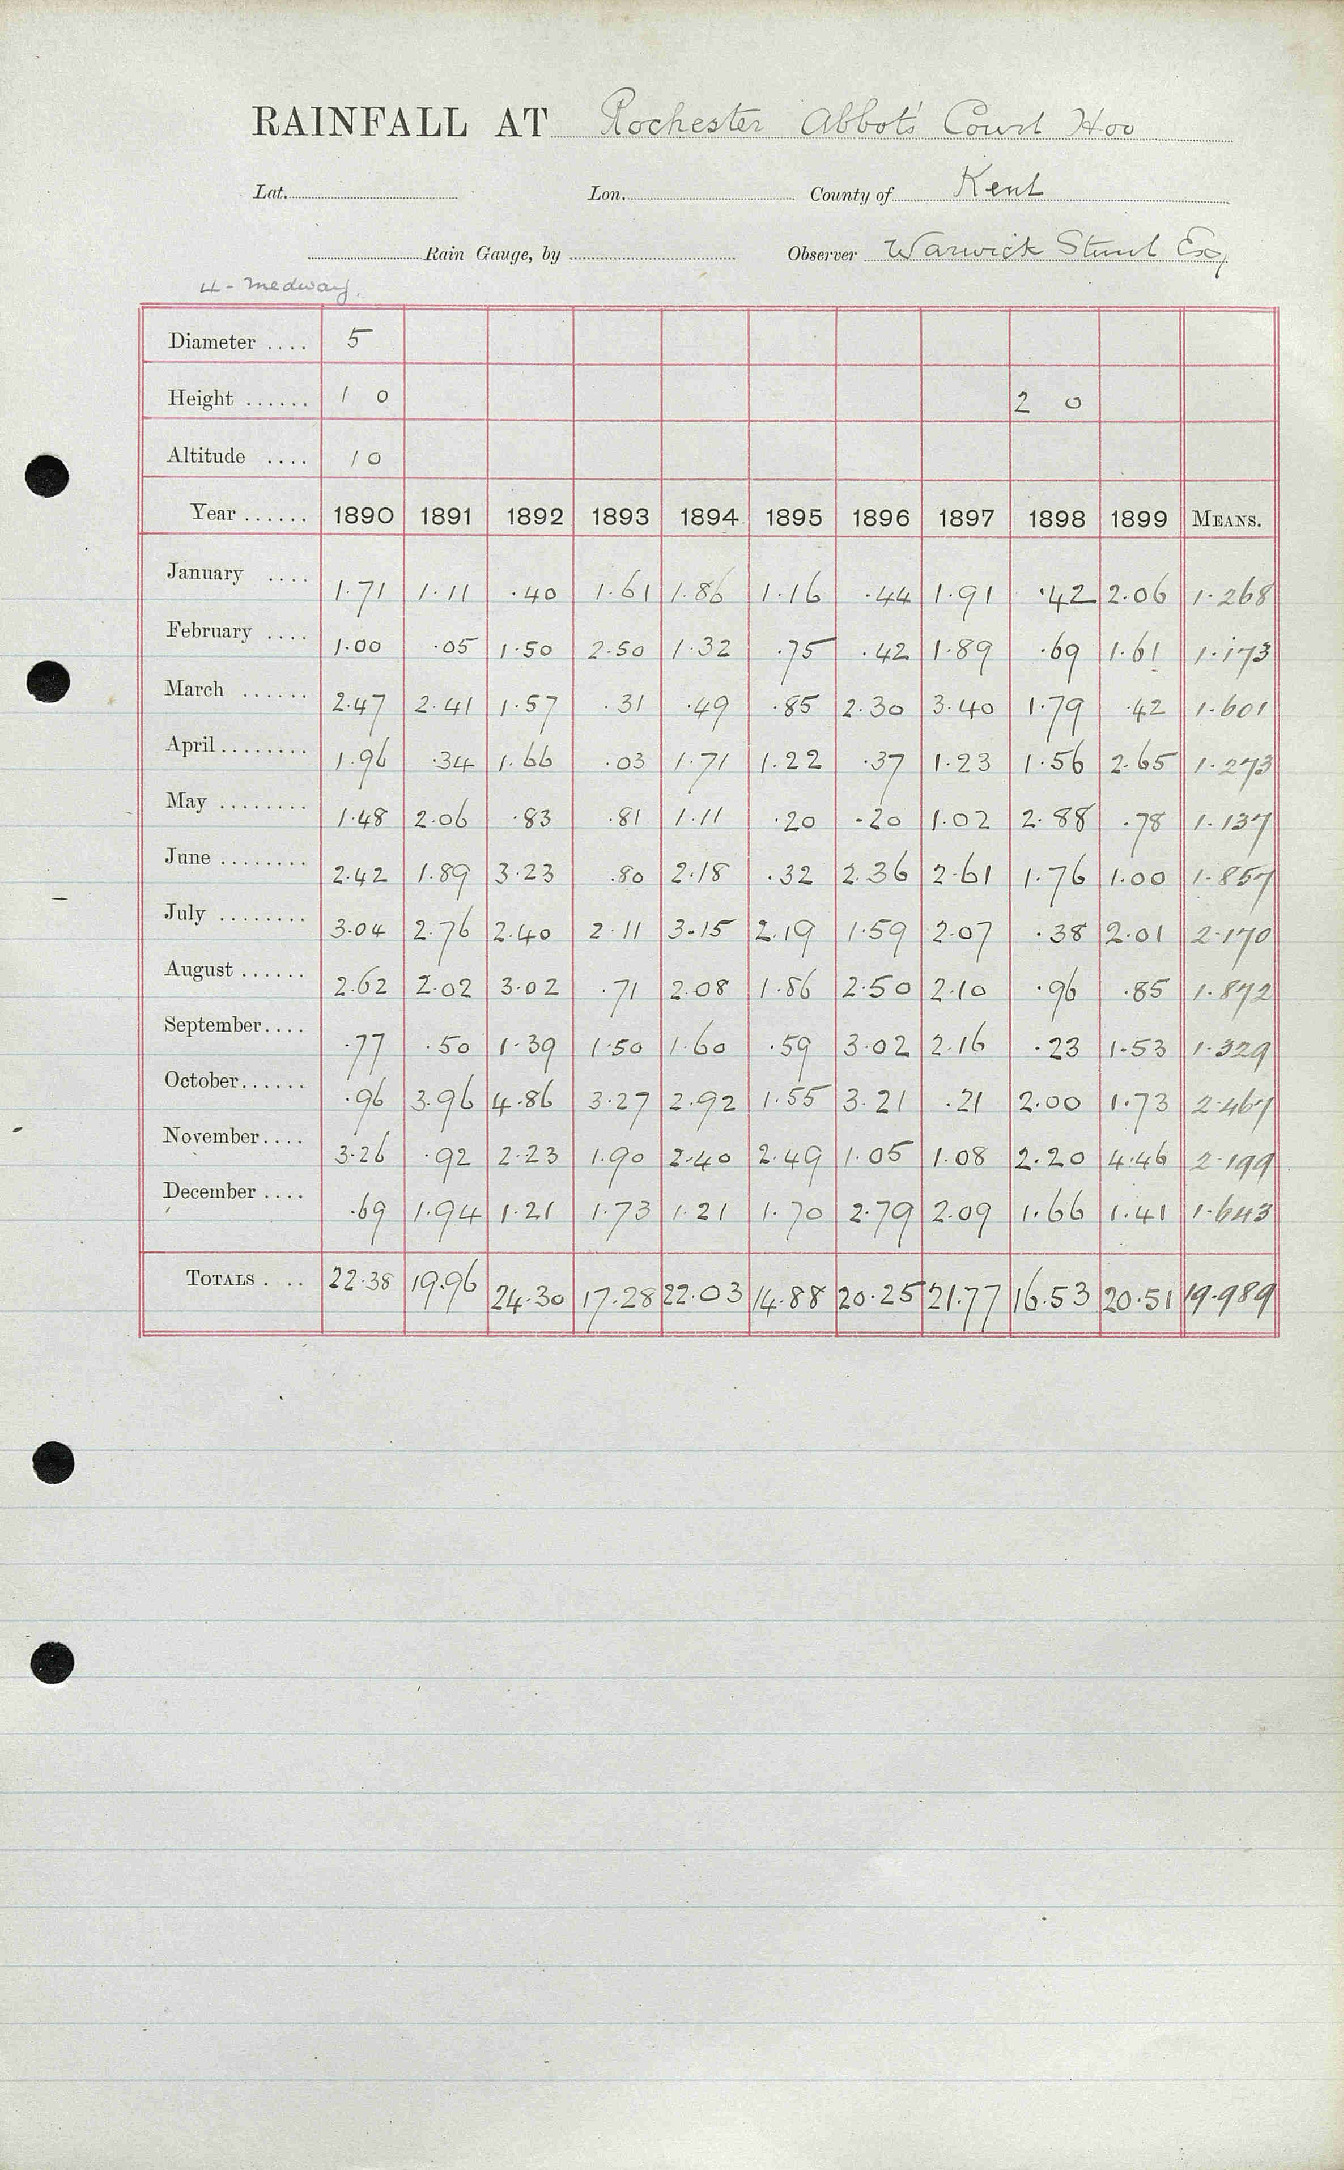 RAINFALL AT Rochester Abbot's Court Hoo
Lat. Lon. County of Kent
Rain Gauge, by Observer Warwick Stunt Esq
4 - Medway
Diameter .... 5
Height ...... 1 0 2 0
Altitude .... 10
Year ...... 1890 1891 1892 1893 1894 1895 1896 1897 1898 1899 MEANS.
January .... 1.71 1.11 .40 1.61 1.86 1.16 .44 1.91 .42 2.06 1.268
February .... 1.00 .05 1.50 2.50 1.32 .75 .42 1.89 .69 1.61 1.173
March ...... 2.47 2.41 1.57 .31 .49 .85 2.30 3.40 1.79 .42 1.601
April........ 1.96 .34 1.66 .03 1.71 1.22 .37 1.23 1.56 2.65 1.273
May ........ 1.48 2.06 .83 .81 1.11 .20 .20 1.02 2.88 .78 1.137
June ........ 2.42 1.89 3.23 .80 2.18 .32 2.36 2.61 1.76 1.00 1.857
July ........ 3.04 2.76 2.40 2.11 3.15 2.19 1.59 2.07 .38 2.01 2.170
August ...... 2.62 2.02 3.02 .71 2.08 1.86 2.50 2.10 .96 .85 1.872
September.... .77 .50 1.39 1.50 1.60 .59 3.02 2.16 .23 1.53 1.329
October...... .96 3.96 4.86 3.27 2.92 1.55 3.21 .21 2.00 1.73 2.467
November.... 3.26 .92 2.23 1.90 2.40 2.49 1.05 1.08 2.20 4.46 2.199
December .... .69 1.94 1.21 1.73 1.21 1.70 2.79 2.09 1.66 1.41 1.643
TOTALS . .. 22.38 19.96 24.30 17.28 22.03 14.88 20.25 21.77 16.53 20.51 19.989